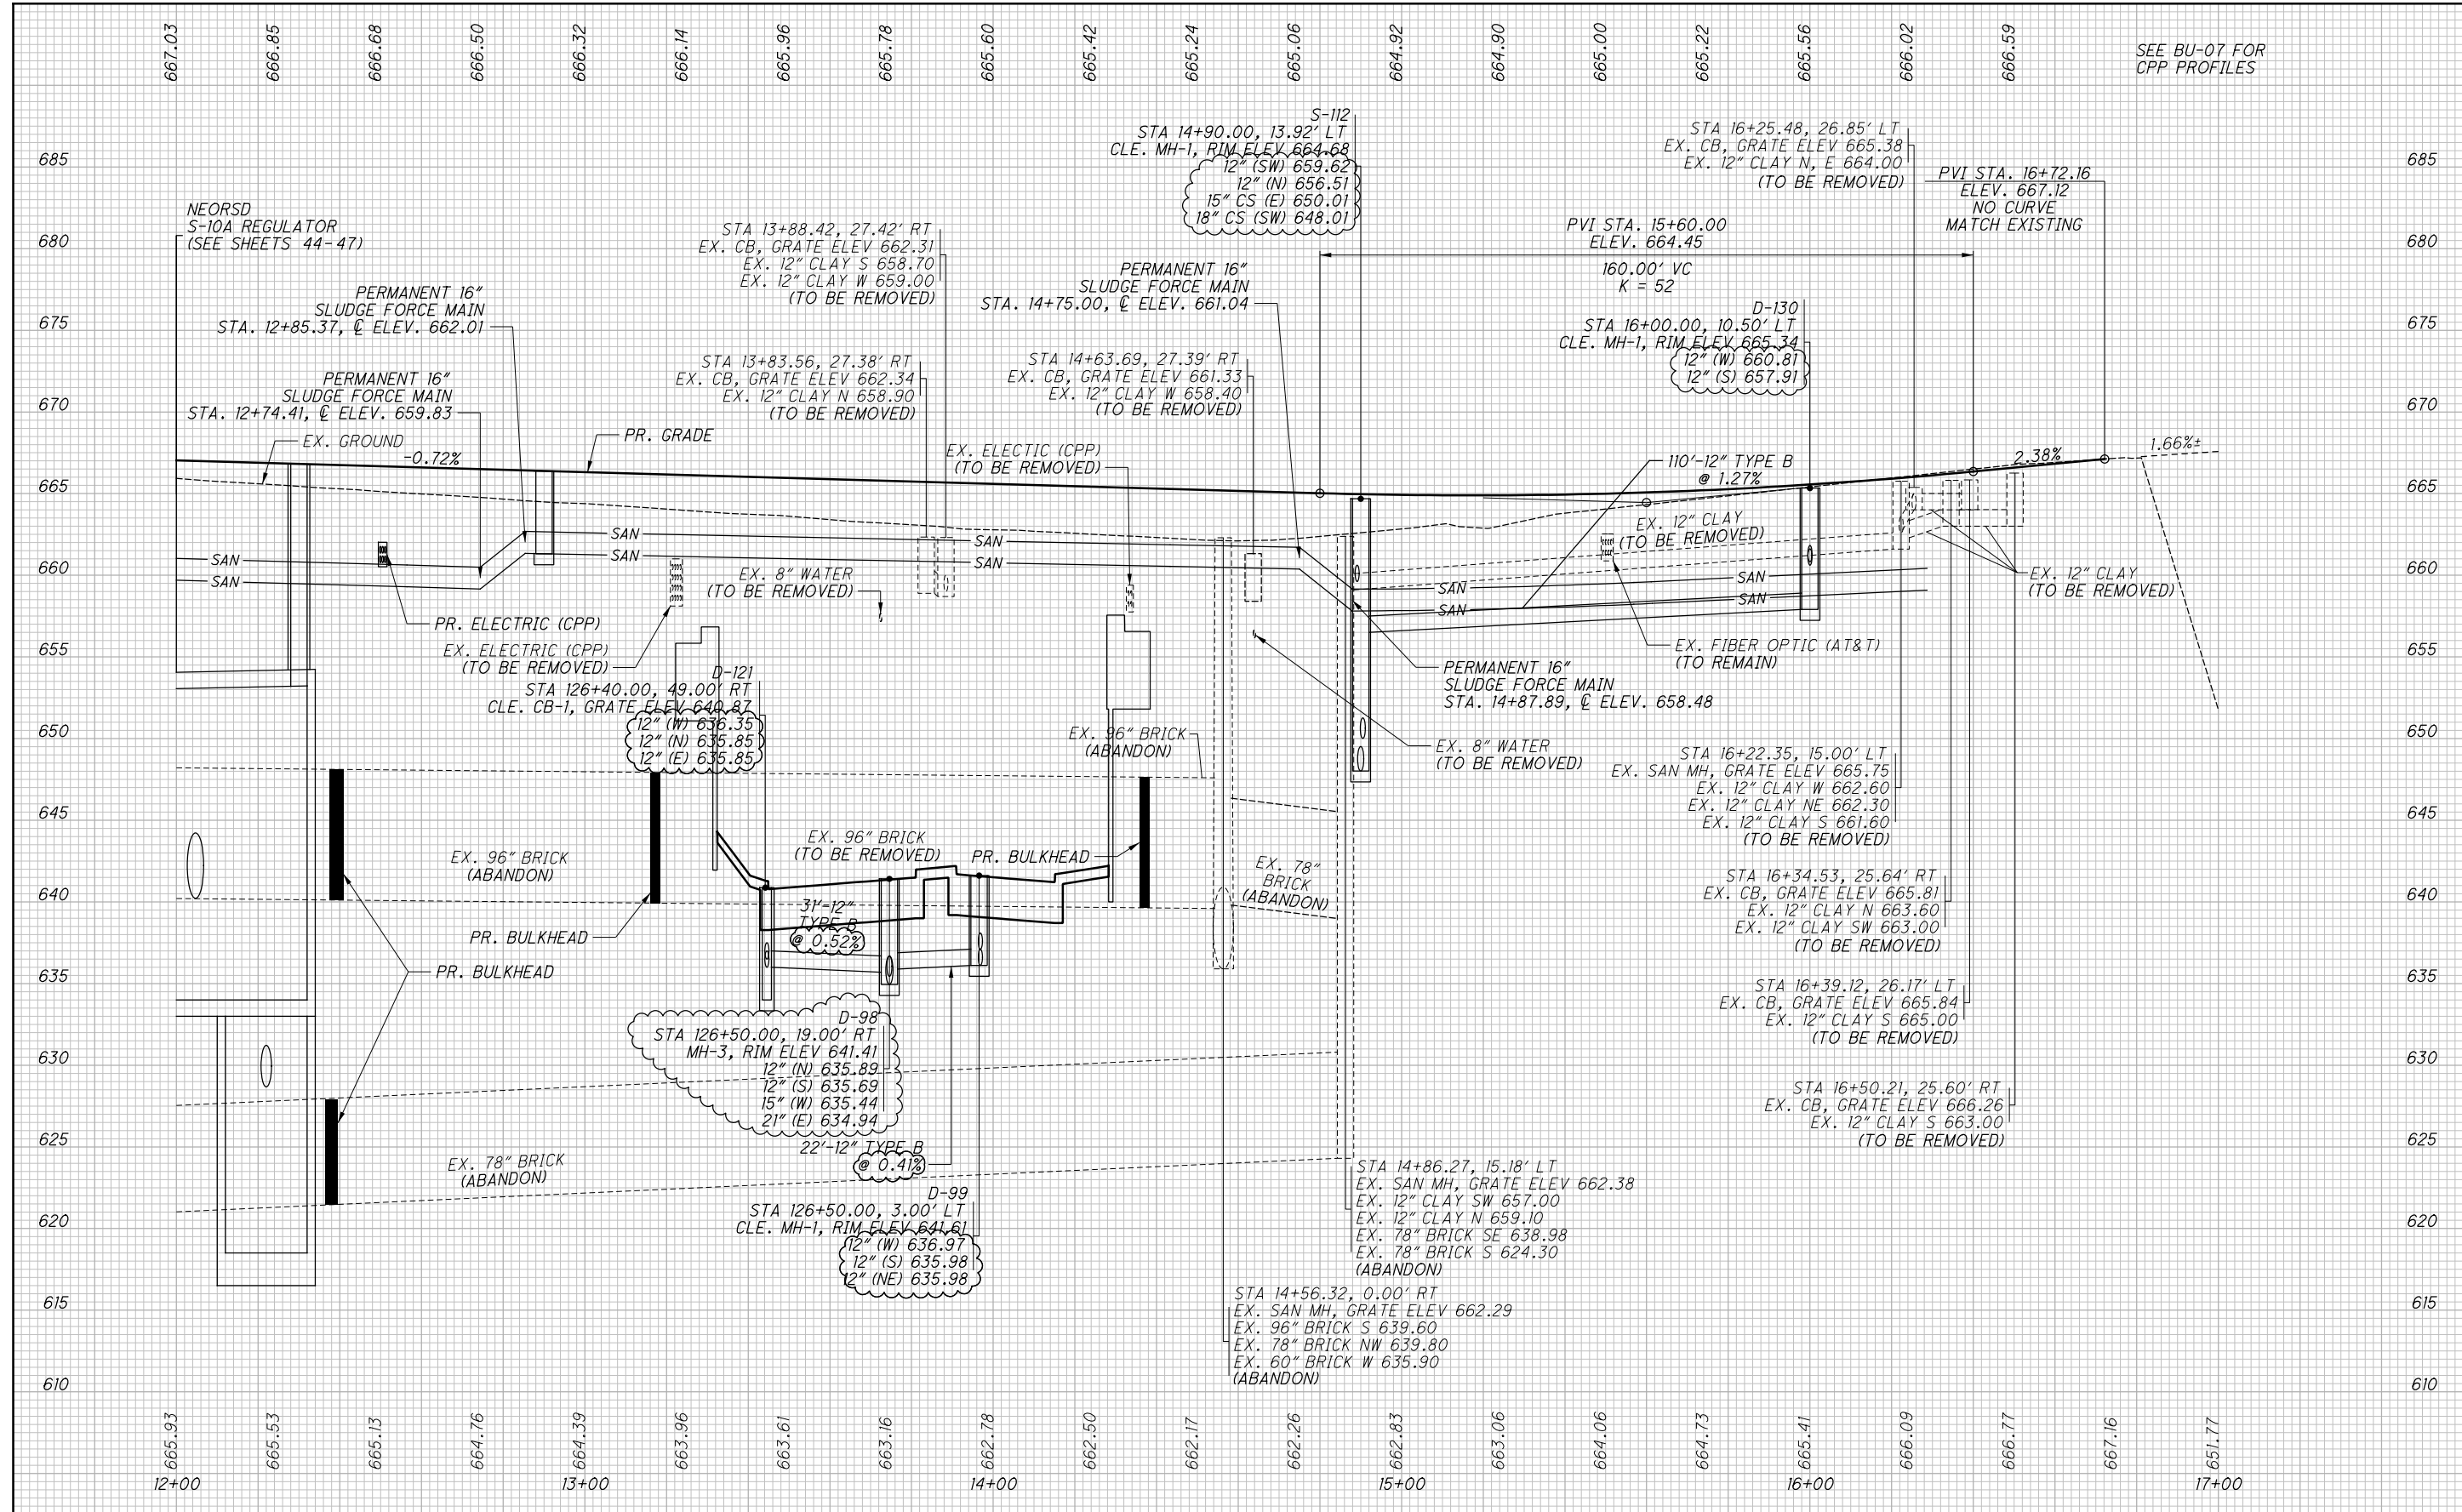 667.03
666.85
666.68
666.50
666.32
666.14
665.96
665.78
665.60
665.42
665.24
665.06
664.92
664.90
665.00
665.22
665.56
666.02
666.59
SEE BU-07 FOR
CPP PROFILES
685
680
675
670
665
660
655
650
645
640
635
630
625
620
615
610
685
680
675
670
665
660
655
650
645
640
635
630
625
620
615
610
NEORSD
S-10A REGULATOR
(SEE SHEETS 44-47)
PERMANENT 16"
SLUDGE FORCE MAIN
STA. 12+85.37, ℄ ELEV. 662.01
PERMANENT 16"
SLUDGE FORCE MAIN
STA. 12+74.41, ℄ ELEV. 659.83
EX. GROUND
-0.72%
PR. GRADE
STA 13+88.42, 27.42' RT
EX. CB, GRATE ELEV 662.31
EX. 12" CLAY S 658.70
EX. 12" CLAY W 659.00
(TO BE REMOVED)
STA 13+83.56, 27.38' RT
EX. CB, GRATE ELEV 662.34
EX. 12" CLAY N 658.90
(TO BE REMOVED)
S-112
STA 14+90.00, 13.92' LT
CLE. MH-1, RIM ELEV 664.68
12" (SW) 659.62
12" (N) 656.51
15" CS (E) 650.01
18" CS (SW) 648.01
PERMANENT 16"
SLUDGE FORCE MAIN
STA. 14+75.00, ℄ ELEV. 661.04
STA 14+63.69, 27.39' RT
EX. CB, GRATE ELEV 661.33
EX. 12" CLAY W 658.40
(TO BE REMOVED)
EX. ELECTIC (CPP)
(TO BE REMOVED)
STA 16+25.48, 26.85' LT
EX. CB, GRATE ELEV 665.38
EX. 12" CLAY N, E 664.00
(TO BE REMOVED)
PVI STA. 16+72.16
ELEV. 667.12
NO CURVE
MATCH EXISTING
PVI STA. 15+60.00
ELEV. 664.45
160.00' VC
K = 52
D-130
STA 16+00.00, 10.50' LT
CLE. MH-1, RIM ELEV 665.34
12" (W) 660.81
12" (S) 657.91
110'-12" TYPE B
@ 1.27%
2.38%
1.66%±
SAN
SAN
SAN
SAN
SAN
SAN
SAN
SAN
SAN
SAN
EX. 12" CLAY
(TO BE REMOVED)
EX. 12" CLAY
(TO BE REMOVED)
EX. FIBER OPTIC (AT&T)
(TO REMAIN)
PERMANENT 16"
SLUDGE FORCE MAIN
STA. 14+87.89, ℄ ELEV. 658.48
EX. 8" WATER
(TO BE REMOVED)
EX. 8" WATER
(TO BE REMOVED)
PR. ELECTRIC (CPP)
EX. ELECTRIC (CPP)
(TO BE REMOVED)
D-121
STA 126+40.00, 49.00' RT
CLE. CB-1, GRATE ELEV 640.87
12" (W) 636.35
12" (N) 635.85
12" (E) 635.85
EX. 96" BRICK
(ABANDON)
EX. 96" BRICK
(TO BE REMOVED)
PR. BULKHEAD
EX. 96" BRICK
(ABANDON)
PR. BULKHEAD
PR. BULKHEAD
31'-12"
TYPE B
@ 0.52%
EX. 78"
BRICK
(ABANDON)
D-98
STA 126+50.00, 19.00' RT
MH-3, RIM ELEV 641.41
12" (N) 635.89
12" (S) 635.69
15" (W) 635.44
21" (E) 634.94
22'-12" TYPE B
@ 0.41%
EX. 78" BRICK
(ABANDON)
D-99
STA 126+50.00, 3.00' LT
CLE. MH-1, RIM ELEV 641.61
12" (W) 636.97
12" (S) 635.98
12" (NE) 635.98
STA 14+86.27, 15.18' LT
EX. SAN MH, GRATE ELEV 662.38
EX. 12" CLAY SW 657.00
EX. 12" CLAY N 659.10
EX. 78" BRICK SE 638.98
EX. 78" BRICK S 624.30
(ABANDON)
STA 14+56.32, 0.00' RT
EX. SAN MH, GRATE ELEV 662.29
EX. 96" BRICK S 639.60
EX. 78" BRICK NW 639.80
EX. 60" BRICK W 635.90
(ABANDON)
STA 16+22.35, 15.00' LT
EX. SAN MH, GRATE ELEV 665.75
EX. 12" CLAY W 662.60
EX. 12" CLAY NE 662.30
EX. 12" CLAY S 661.60
(TO BE REMOVED)
STA 16+34.53, 25.64' RT
EX. CB, GRATE ELEV 665.81
EX. 12" CLAY N 663.60
EX. 12" CLAY SW 663.00
(TO BE REMOVED)
STA 16+39.12, 26.17' LT
EX. CB, GRATE ELEV 665.84
EX. 12" CLAY S 665.00
(TO BE REMOVED)
STA 16+50.21, 25.60' RT
EX. CB, GRATE ELEV 666.26
EX. 12" CLAY S 663.00
(TO BE REMOVED)
665.93
665.53
665.13
664.76
664.39
663.96
663.61
663.16
662.78
662.50
662.17
662.26
662.83
663.06
664.06
664.73
665.41
666.09
666.77
667.16
651.77
12+00
13+00
14+00
15+00
16+00
17+00